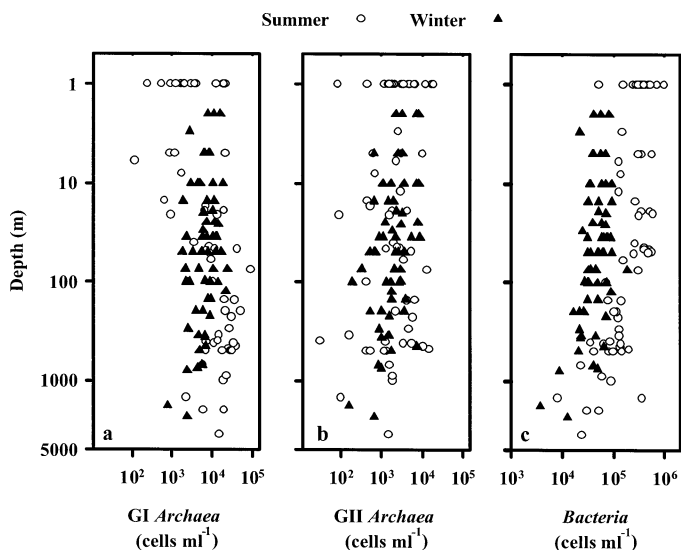 Summer ○ Winter ▲
1
10
100
1000
5000
Depth (m)
a
b
c
10² 10³ 10⁴ 10⁵
10² 10³ 10⁴ 10⁵
10³ 10⁴ 10⁵ 10⁶
GI Archaea
(cells ml⁻¹)
GII Archaea
(cells ml⁻¹)
Bacteria
(cells ml⁻¹)